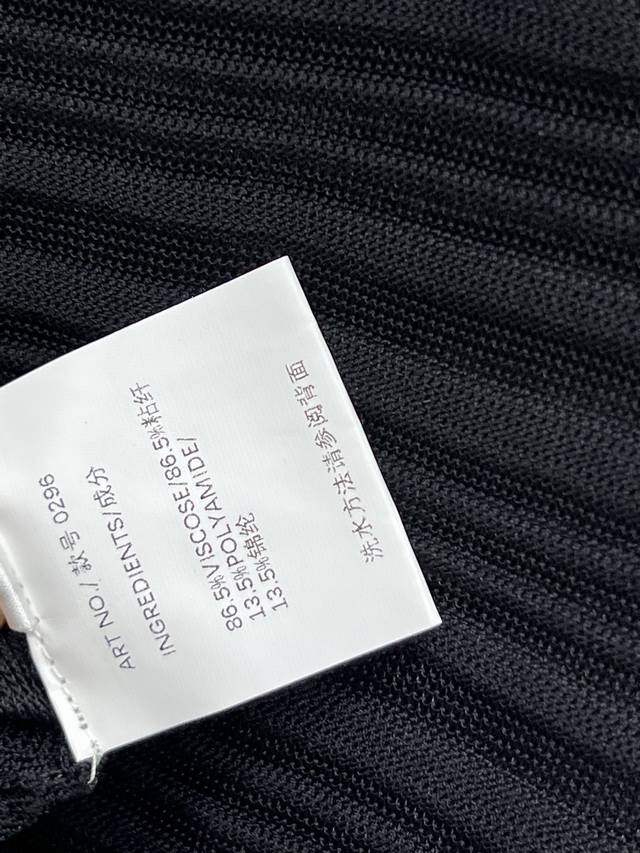 ART NO./ 款号 0296
INGREDIENTS/成分
86.5%VISCOSE/86.5%粘纤
13.5%POLYAMIDE/
13.5%锦纶
洗水方法请参阅背面